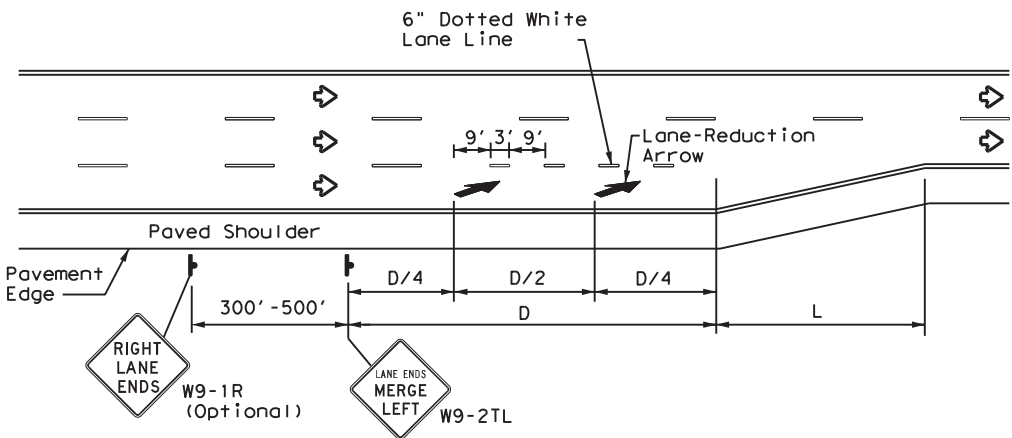 6" Dotted White
Lane Line
9' 3' 9'
Lane-Reduction
Arrow
Paved Shoulder
Pavement
Edge
D/4 D/2 D/4
300'-500' D L
RIGHT
LANE
ENDS
W9-1R
(Optional)
LANE ENDS
MERGE
LEFT
W9-2TL